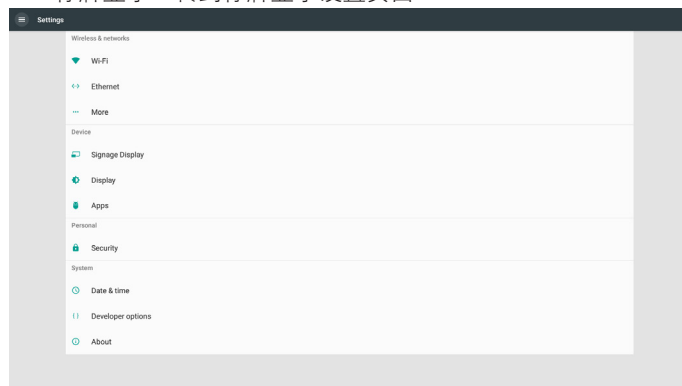 Settings
Wireless & networks
Wi-Fi
Ethernet
More
Device
Signage Display
Display
Apps
Personal
Security
System
Date & time
Developer options
About